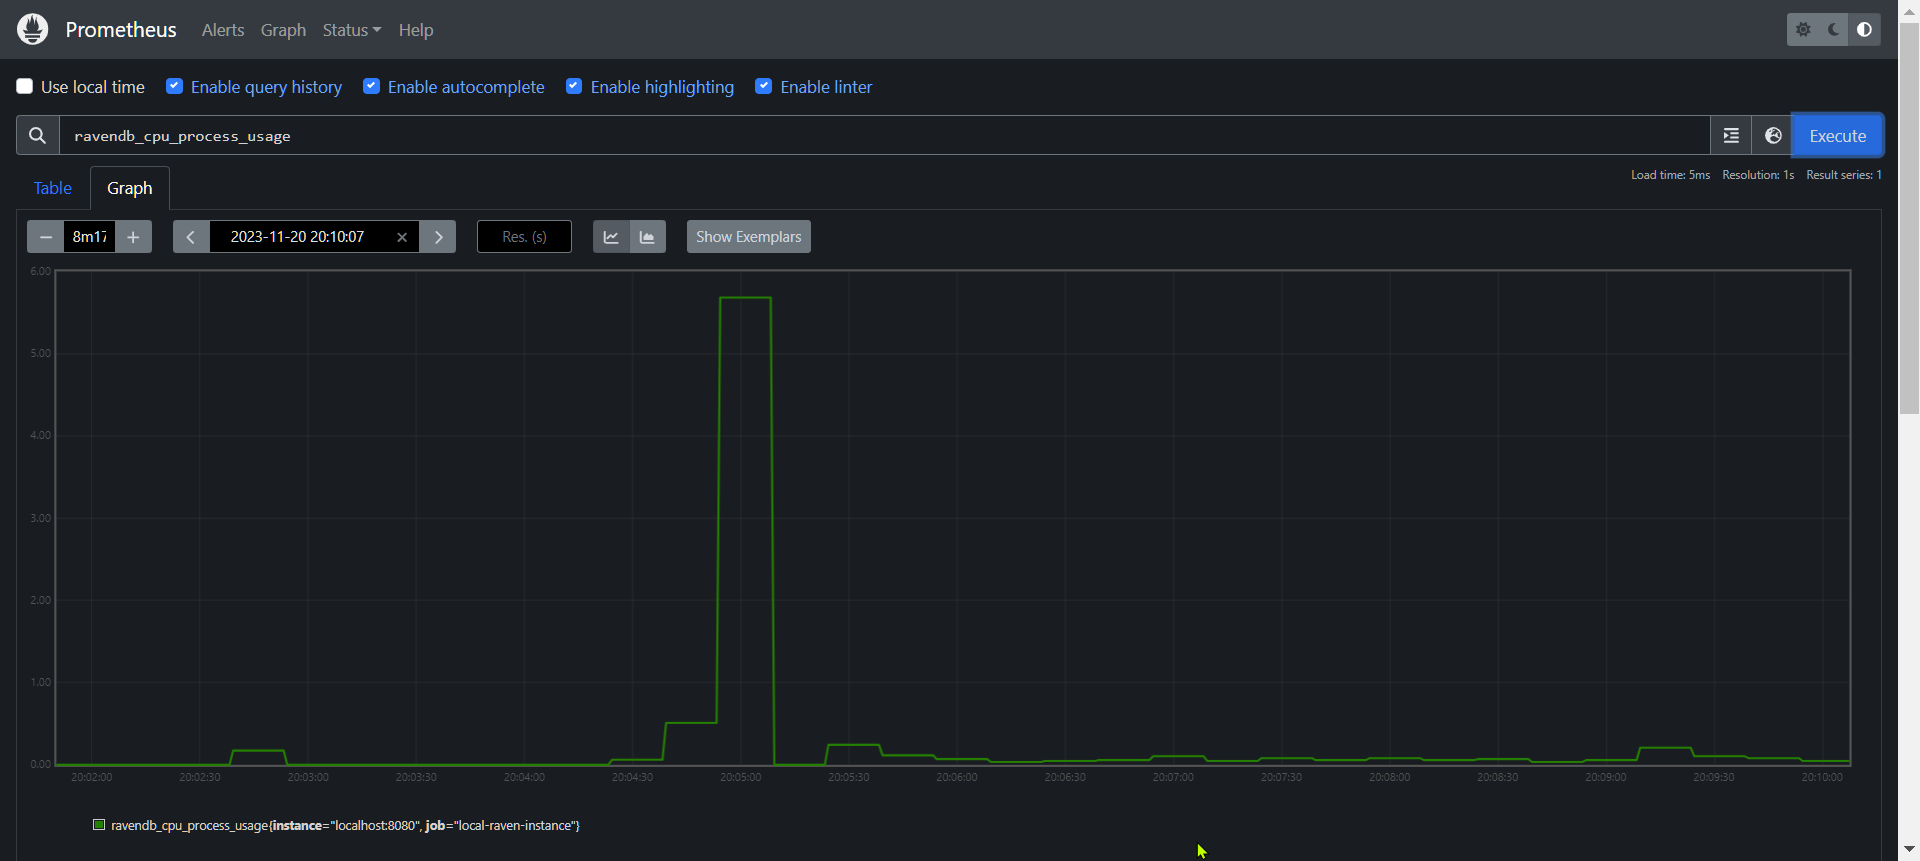 Prometheus Alerts Graph Status Help
Use local time Enable query history Enable autocomplete Enable highlighting Enable linter
ravendb_cpu_process_usage Execute
Table Graph Load time: 5ms Resolution: 1s Result series: 1
8m17 2023-11-20 20:10:07 Res. (s) Show Exemplars
6.00
5.00
4.00
3.00
2.00
1.00
0.00
20:02:00 20:02:30 20:03:00 20:03:30 20:04:00 20:04:30 20:05:00 20:05:30 20:06:00 20:06:30 20:07:00 20:07:30 20:08:00 20:08:30 20:09:00 20:09:30 20:10:00
ravendb_cpu_process_usage{instance="localhost:8080", job="local-raven-instance"}